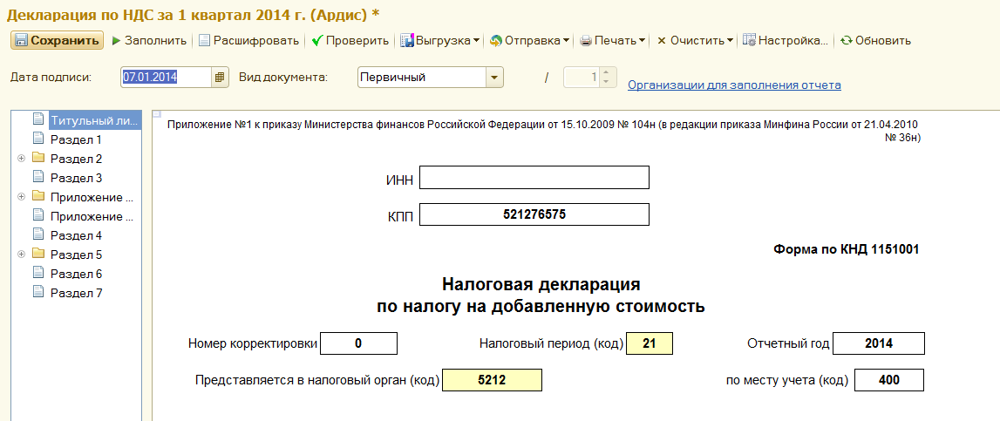 Декларация по НДС за 1 квартал 2014 г. (Ардис) *
Сохранить Заполнить Расшифровать Проверить Выгрузка Отправка Печать Очистить Настройка... Обновить
Дата подписи: 07.01.2014 Вид документа: Первичный / 1 Организации для заполнения отчета
Титульный ли...
Раздел 1
Раздел 2
Раздел 3
Приложение ...
Приложение ...
Раздел 4
Раздел 5
Раздел 6
Раздел 7
Приложение №1 к приказу Министерства финансов Российской Федерации от 15.10.2009 № 104н (в редакции приказа Минфина России от 21.04.2010
№ 36н)
ИНН
КПП 521276575
Форма по КНД 1151001
Налоговая декларация
по налогу на добавленную стоимость
Номер корректировки 0 Налоговый период (код) 21 Отчетный год 2014
Представляется в налоговый орган (код) 5212 по месту учета (код) 400